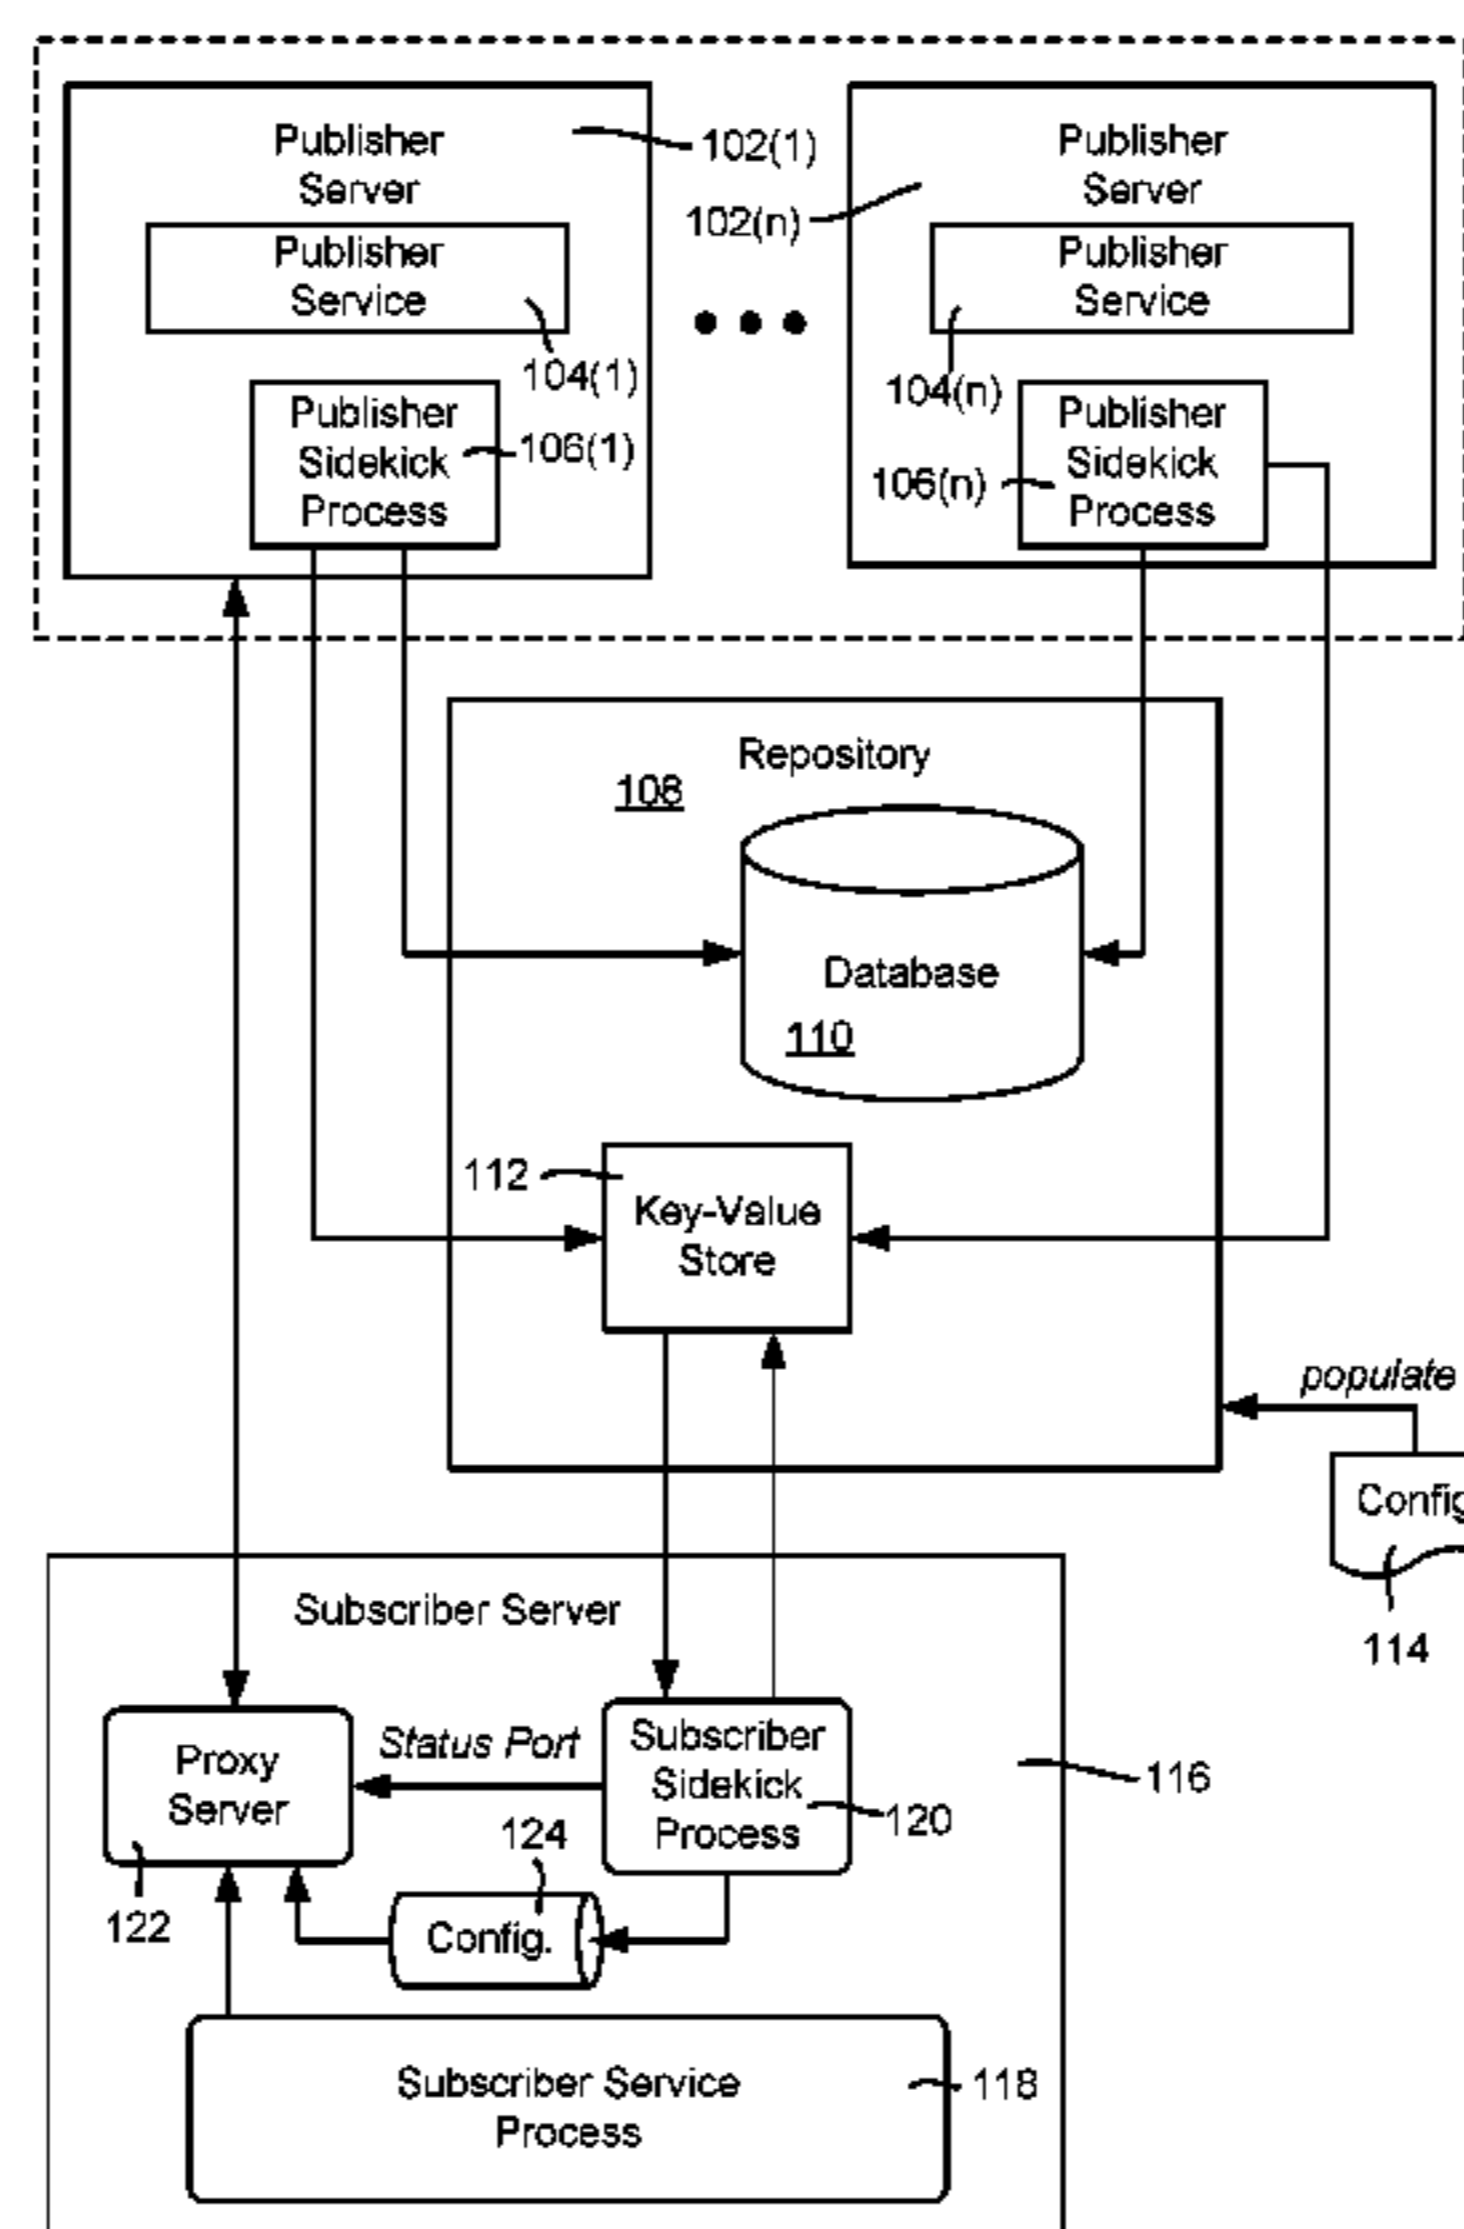 Publisher
Server
102(1)
Publisher
Service
104(1)
Publisher
Sidekick
Process
106(1)
Publisher
Server
102(n)
Publisher
Service
104(n)
Publisher
Sidekick
Process
106(n)
Repository
108
Database
110
112
Key-Value
Store
populate
Config
114
Subscriber Server
Proxy
Server
122
Status Port
Subscriber
Sidekick
Process
120
116
124
Config.
Subscriber Service
Process
118